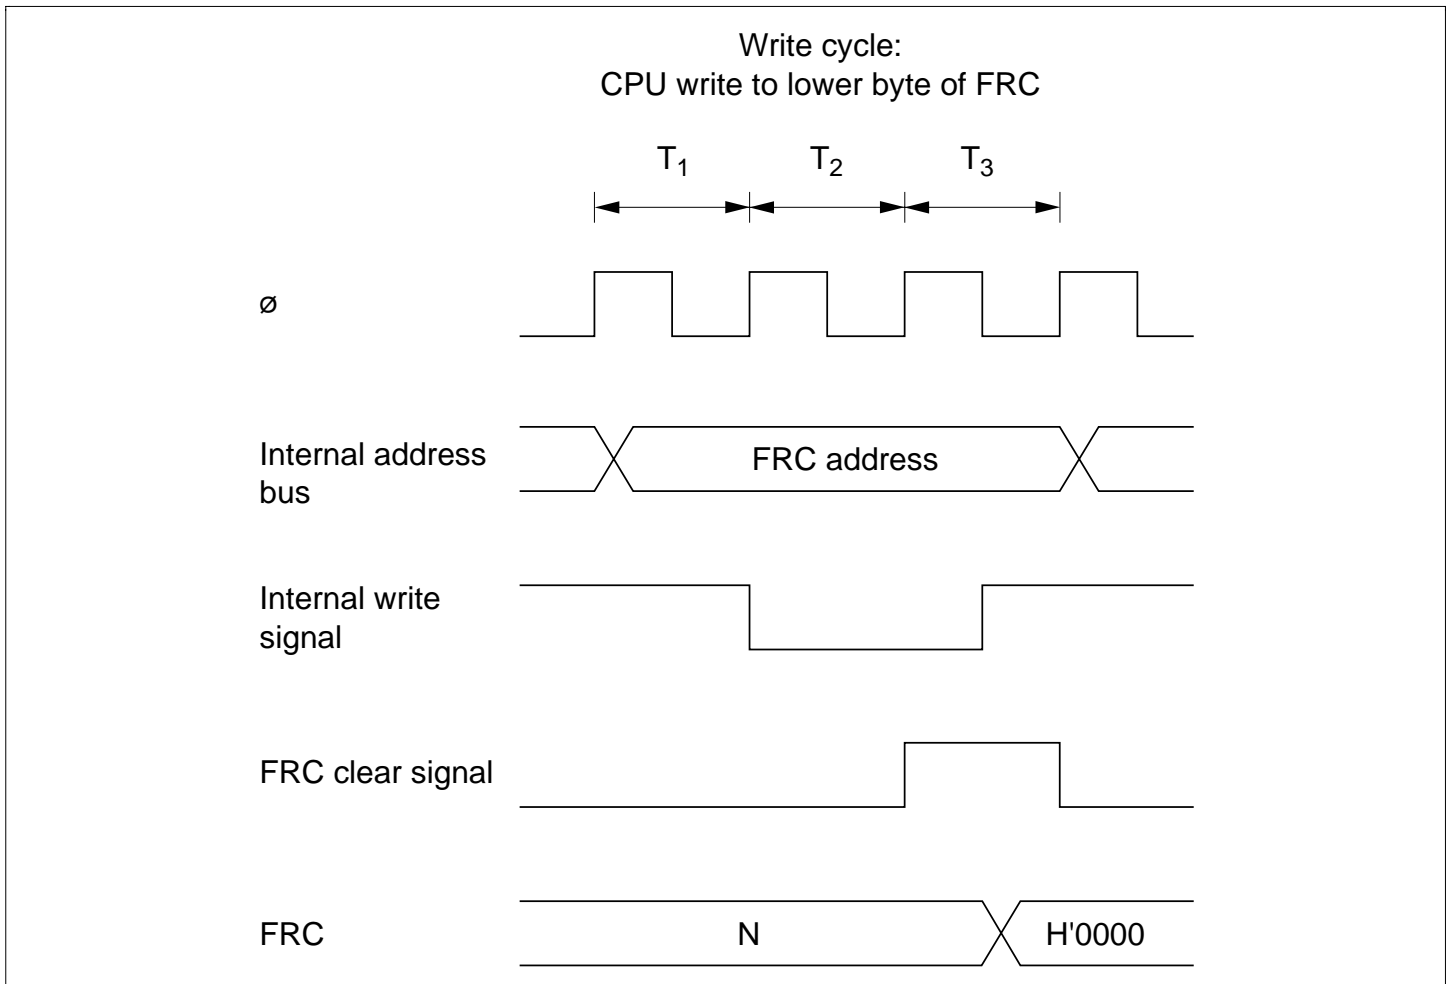 Write cycle:
CPU write to lower byte of FRC
T₁ T₂ T₃
ø
Internal address
bus
FRC address
Internal write
signal
FRC clear signal
FRC
N
H'0000